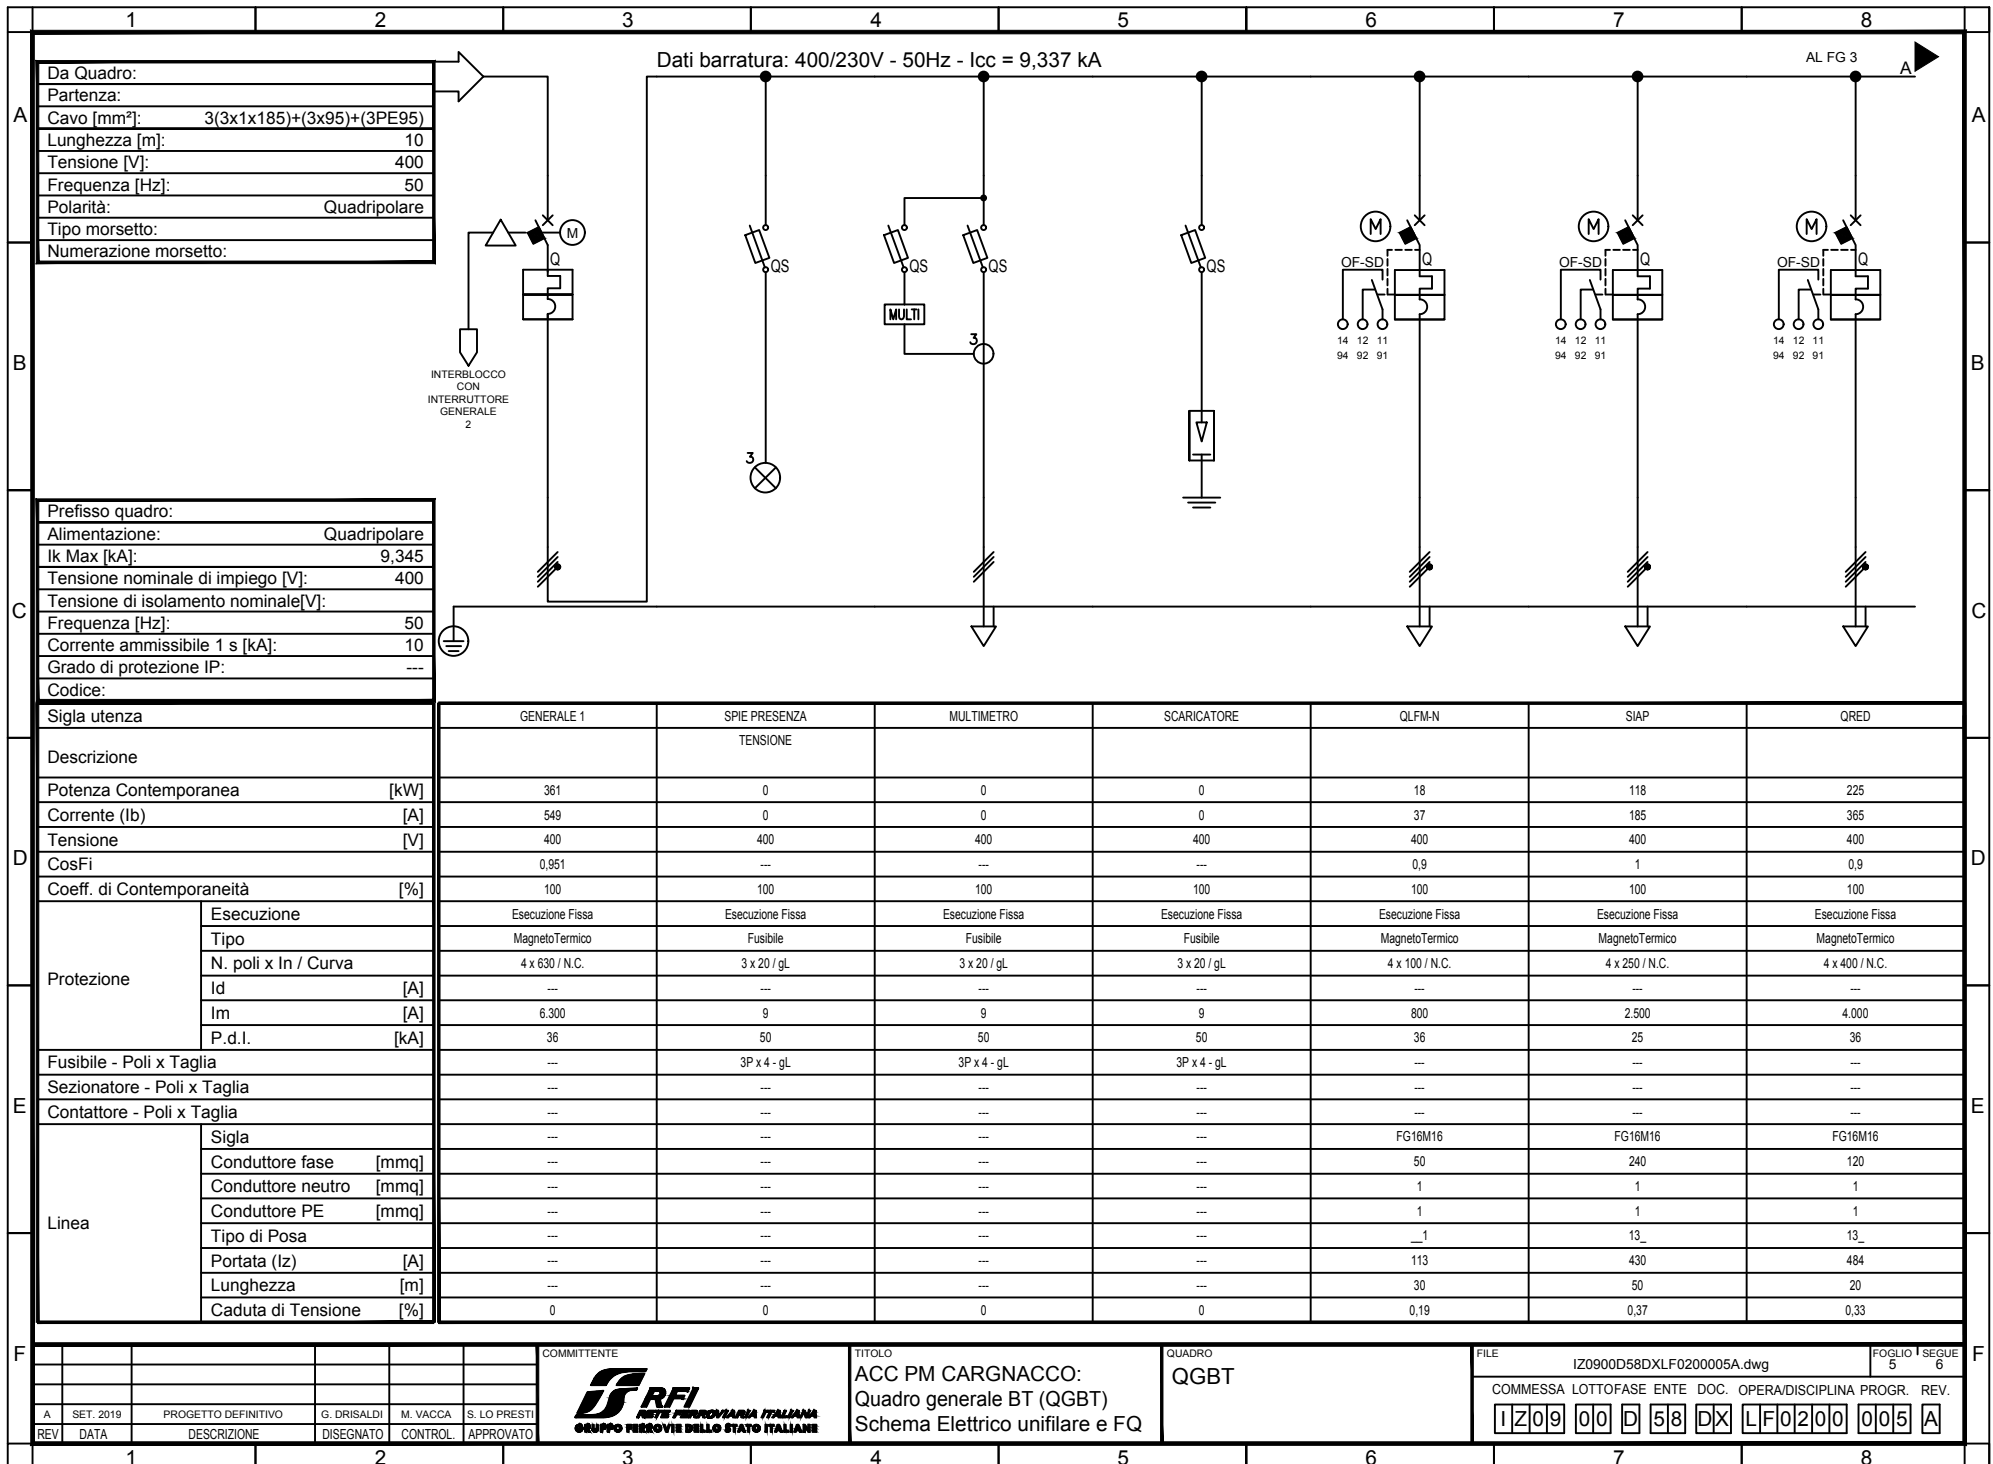 1 2 3 4 5 6 7 8
A
B
C
D
E
F
Da Quadro:
Partenza:
Cavo [mm²]: 3(3x1x185)+(3x95)+(3PE95)
Lunghezza [m]: 10
Tensione [V]: 400
Frequenza [Hz]: 50
Polarità: Quadripolare
Tipo morsetto:
Numerazione morsetto:
Dati barratura: 400/230V - 50Hz - Icc = 9,337 kA
AL FG 3
A
M
Q
INTERBLOCCO
CON
INTERRUTTORE
GENERALE
2
QS
3
QS QS
MULTI
3
QS
M
OF-SD Q
14 12 11
94 92 91
M
OF-SD Q
14 12 11
94 92 91
M
OF-SD Q
14 12 11
94 92 91
Prefisso quadro:
Alimentazione: Quadripolare
Ik Max [kA]: 9,345
Tensione nominale di impiego [V]: 400
Tensione di isolamento nominale[V]:
Frequenza [Hz]: 50
Corrente ammissibile 1 s [kA]: 10
Grado di protezione IP: ---
Codice:
Sigla utenza GENERALE 1 SPIE PRESENZA MULTIMETRO SCARICATORE QLFM-N SIAP QRED
Descrizione TENSIONE
Potenza Contemporanea [kW] 361 0 0 0 18 118 225
Corrente (Ib) [A] 549 0 0 0 37 185 365
Tensione [V] 400 400 400 400 400 400 400
CosFi 0,951 --- --- --- 0,9 1 0,9
Coeff. di Contemporaneità [%] 100 100 100 100 100 100 100
Protezione
Esecuzione Esecuzione Fissa Esecuzione Fissa Esecuzione Fissa Esecuzione Fissa Esecuzione Fissa Esecuzione Fissa Esecuzione Fissa
Tipo MagnetoTermico Fusibile Fusibile Fusibile MagnetoTermico MagnetoTermico MagnetoTermico
N. poli x In / Curva 4 x 630 / N.C. 3 x 20 / gL 3 x 20 / gL 3 x 20 / gL 4 x 100 / N.C. 4 x 250 / N.C. 4 x 400 / N.C.
Id [A] --- --- --- --- --- --- ---
Im [A] 6.300 9 9 9 800 2.500 4.000
P.d.I. [kA] 36 50 50 50 36 25 36
Fusibile - Poli x Taglia --- 3P x 4 - gL 3P x 4 - gL 3P x 4 - gL --- --- ---
Sezionatore - Poli x Taglia --- --- --- --- --- --- ---
Contattore - Poli x Taglia --- --- --- --- --- --- ---
Linea
Sigla --- --- --- --- FG16M16 FG16M16 FG16M16
Conduttore fase [mmq] --- --- --- --- 50 240 120
Conduttore neutro [mmq] --- --- --- --- 1 1 1
Conduttore PE [mmq] --- --- --- --- 1 1 1
Tipo di Posa --- --- --- --- __1 13_ 13_
Portata (Iz) [A] --- --- --- --- 113 430 484
Lunghezza [m] --- --- --- --- 30 50 20
Caduta di Tensione [%] 0 0 0 0 0,19 0,37 0,33
A SET. 2019 PROGETTO DEFINITIVO G. DRISALDI M. VACCA S. LO PRESTI
REV DATA DESCRIZIONE DISEGNATO CONTROL. APPROVATO
COMMITTENTE
RFI
RETE FERROVIARIA ITALIANA
GRUPPO FERROVIE DELLO STATO ITALIANE
TITOLO
ACC PM CARGNACCO:
Quadro generale BT (QGBT)
Schema Elettrico unifilare e FQ
QUADRO
QGBT
FILE
IZ0900D58DXLF0200005A.dwg
FOGLIO SEGUE
5 6
COMMESSA LOTTO FASE ENTE DOC. OPERA/DISCIPLINA PROGR. REV.
IZ09 00 D 58 DX LF0200 005 A
A
B
C
D
E
F
1 2 3 4 5 6 7 8